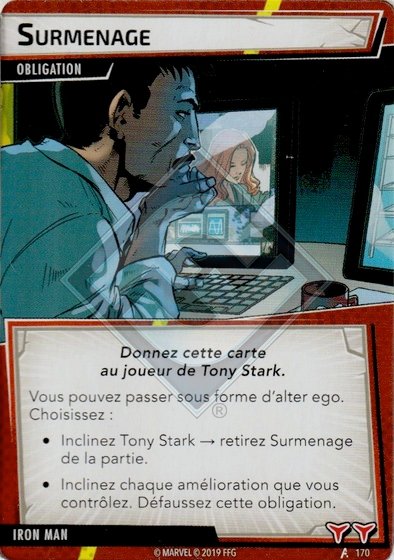 SURMENAGE
OBLIGATION
Donnez cette carte
au joueur de Tony Stark.
Vous pouvez passer sous forme d'alter ego.
Choisissez :
• Inclinez Tony Stark → retirez Surmenage
de la partie.
• Inclinez chaque amélioration que vous
contrôlez. Défaussez cette obligation.
®
IRON MAN
© MARVEL © 2019 FFG
170